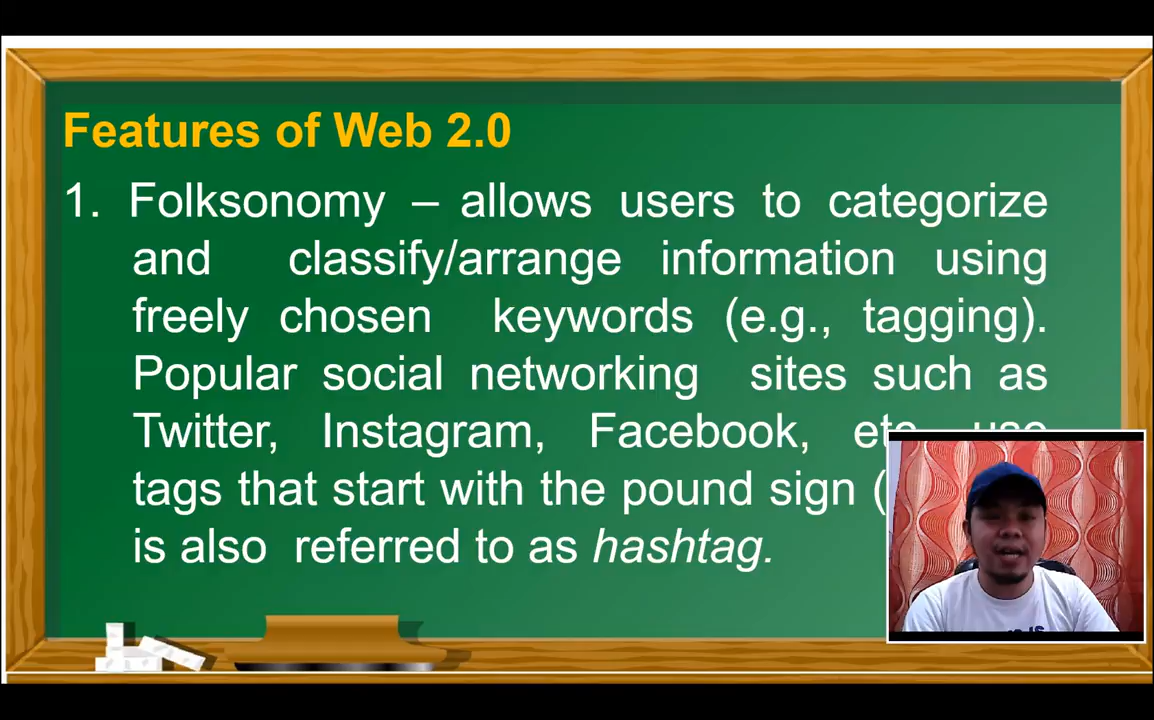 Features of Web 2.0
1. Folksonomy – allows users to categorize
and classify/arrange information using
freely chosen keywords (e.g., tagging).
Popular social networking sites such as
Twitter, Instagram, Facebook, etc. use
tags that start with the pound sign (
is also referred to as hashtag.